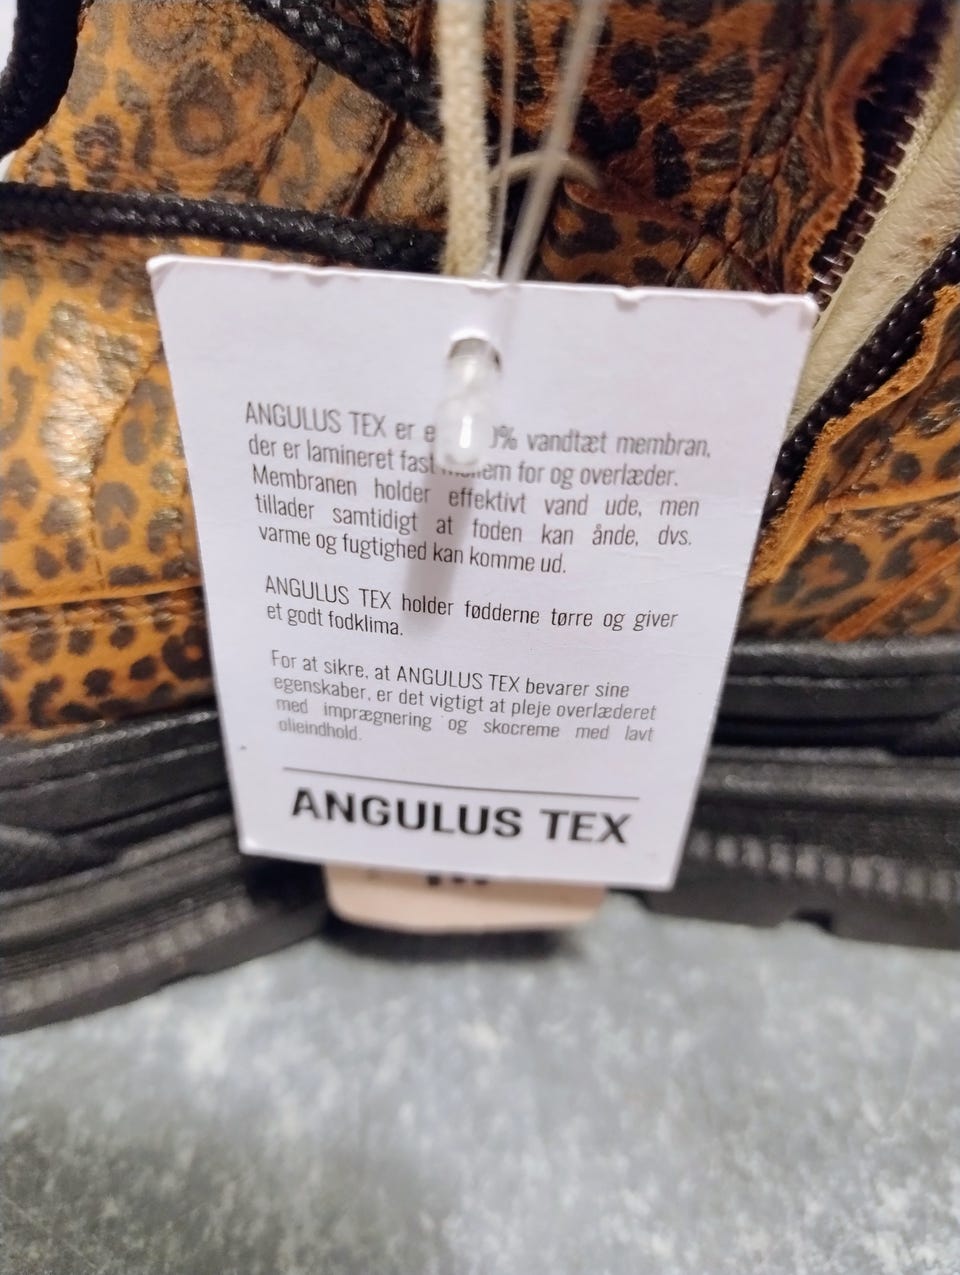 ANGULUS TEX er % vandtæt membran,
der er lamineret fast for og overlæder.
Membranen holder effektivt vand ude, men
tillader samtidigt at foden kan ånde, dvs.
varme og fugtighed kan komme ud.
ANGULUS TEX holder fødderne tørre og giver
et godt fodklima.
For at sikre, at ANGULUS TEX bevarer sine
egenskaber, er det vigtigt at pleje overlæderet
med imprægnering og skocreme med lavt
olieindhold.
ANGULUS TEX